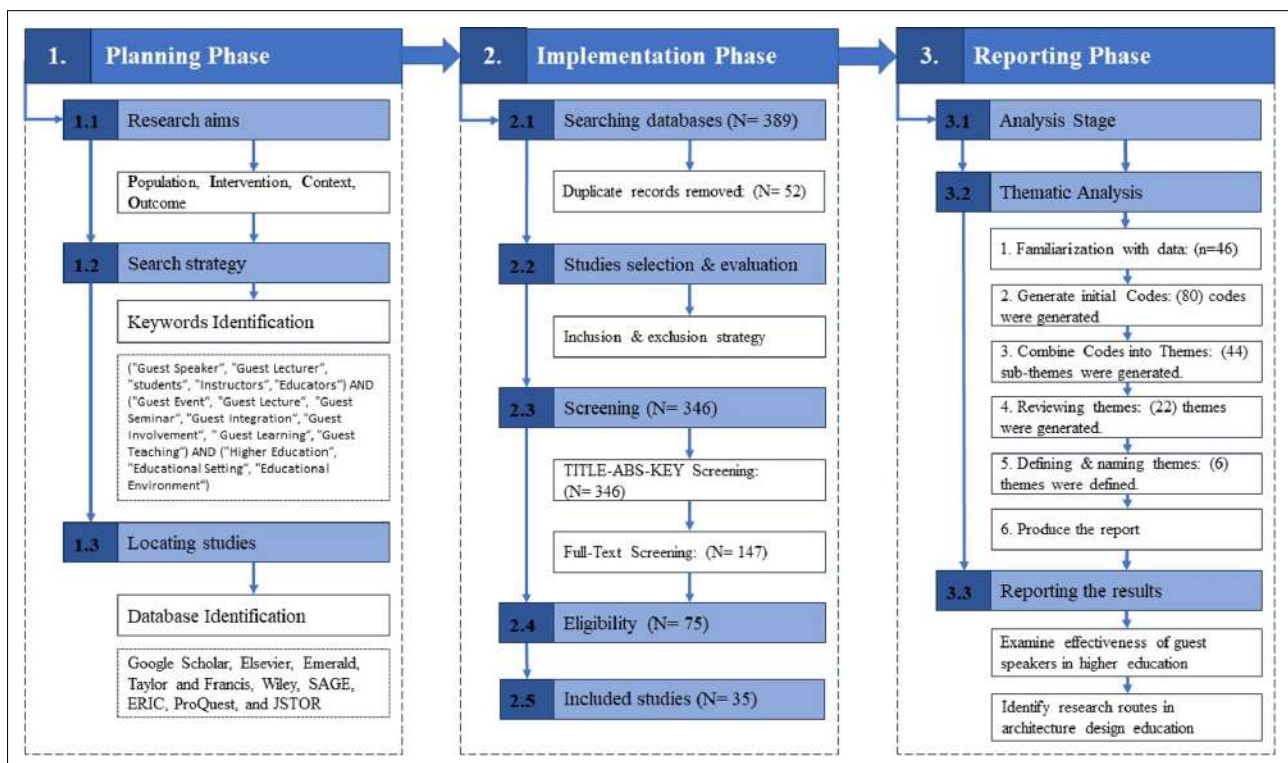 1. Planning Phase
1.1 Research aims
Population, Intervention, Context,
Outcome
1.2 Search strategy
Keywords Identification
("Guest Speaker", "Guest Lecturer",
"students", "Instructors", "Educators") AND
("Guest Event", "Guest Lecture", "Guest
Seminar", "Guest Integration", "Guest
Involvement", " Guest Learning", "Guest
Teaching") AND ("Higher Education",
"Educational Setting", "Educational
Environment")
1.3 Locating studies
Database Identification
Google Scholar, Elsevier, Emerald,
Taylor and Francis, Wiley, SAGE,
ERIC, ProQuest, and JSTOR
2. Implementation Phase
2.1 Searching databases (N= 389)
Duplicate records removed: (N= 52)
2.2 Studies selection & evaluation
Inclusion & exclusion strategy
2.3 Screening (N= 346)
TITLE-ABS-KEY Screening:
(N= 346)
Full-Text Screening: (N= 147)
2.4 Eligibility (N= 75)
2.5 Included studies (N= 35)
3. Reporting Phase
3.1 Analysis Stage
3.2 Thematic Analysis
1. Familiarization with data: (n=46)
2. Generate initial Codes: (80) codes
were generated
3. Combine Codes into Themes: (44)
sub-themes were generated.
4. Reviewing themes: (22) themes
were generated.
5. Defining & naming themes: (6)
themes were defined.
6. Produce the report
3.3 Reporting the results
Examine effectiveness of guest
speakers in higher education
Identify research routes in
architecture design education